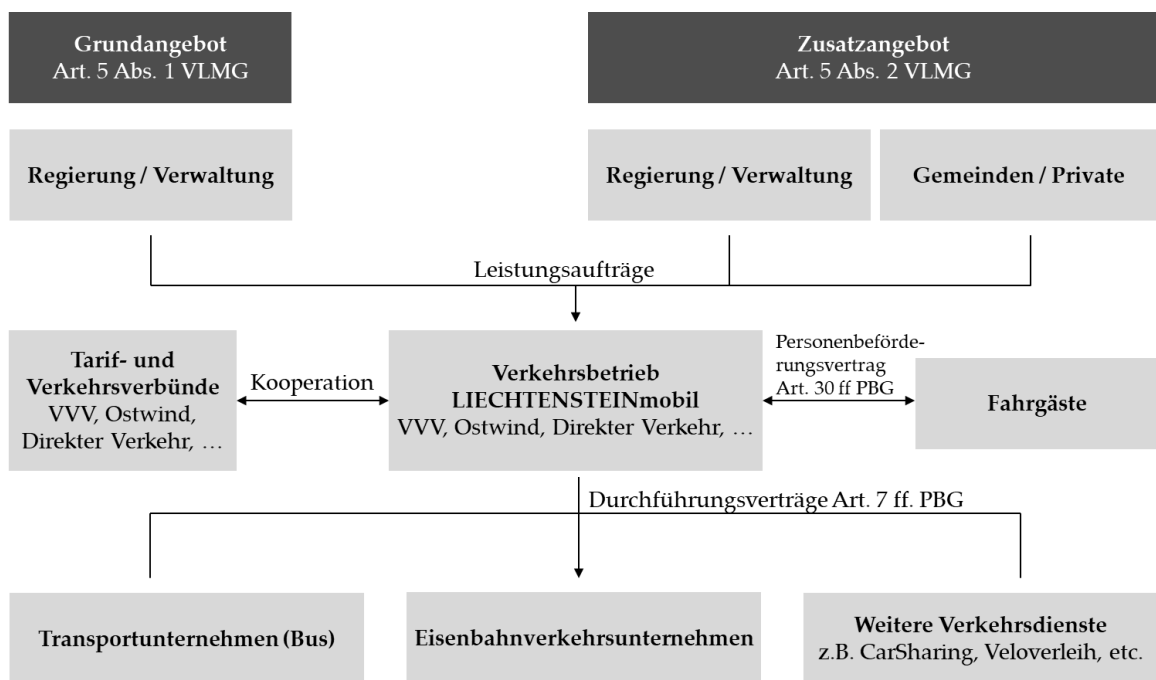 Grundangebot
Art. 5 Abs. 1 VLMG
Zusatzangebot
Art. 5 Abs. 2 VLMG
Regierung / Verwaltung
Regierung / Verwaltung
Gemeinden / Private
Leistungsaufträge
Tarif- und
Verkehrsverbünde
VVV, Ostwind,
Direkter Verkehr, …
Kooperation
Verkehrsbetrieb
LIECHTENSTEINmobil
VVV, Ostwind, Direkter Verkehr, …
Personenbeförde-
rungsvertrag
Art. 30 ff PBG
Fahrgäste
Durchführungsverträge Art. 7 ff. PBG
Transportunternehmen (Bus)
Eisenbahnverkehrsunternehmen
Weitere Verkehrsdienste
z.B. CarSharing, Veloverleih, etc.